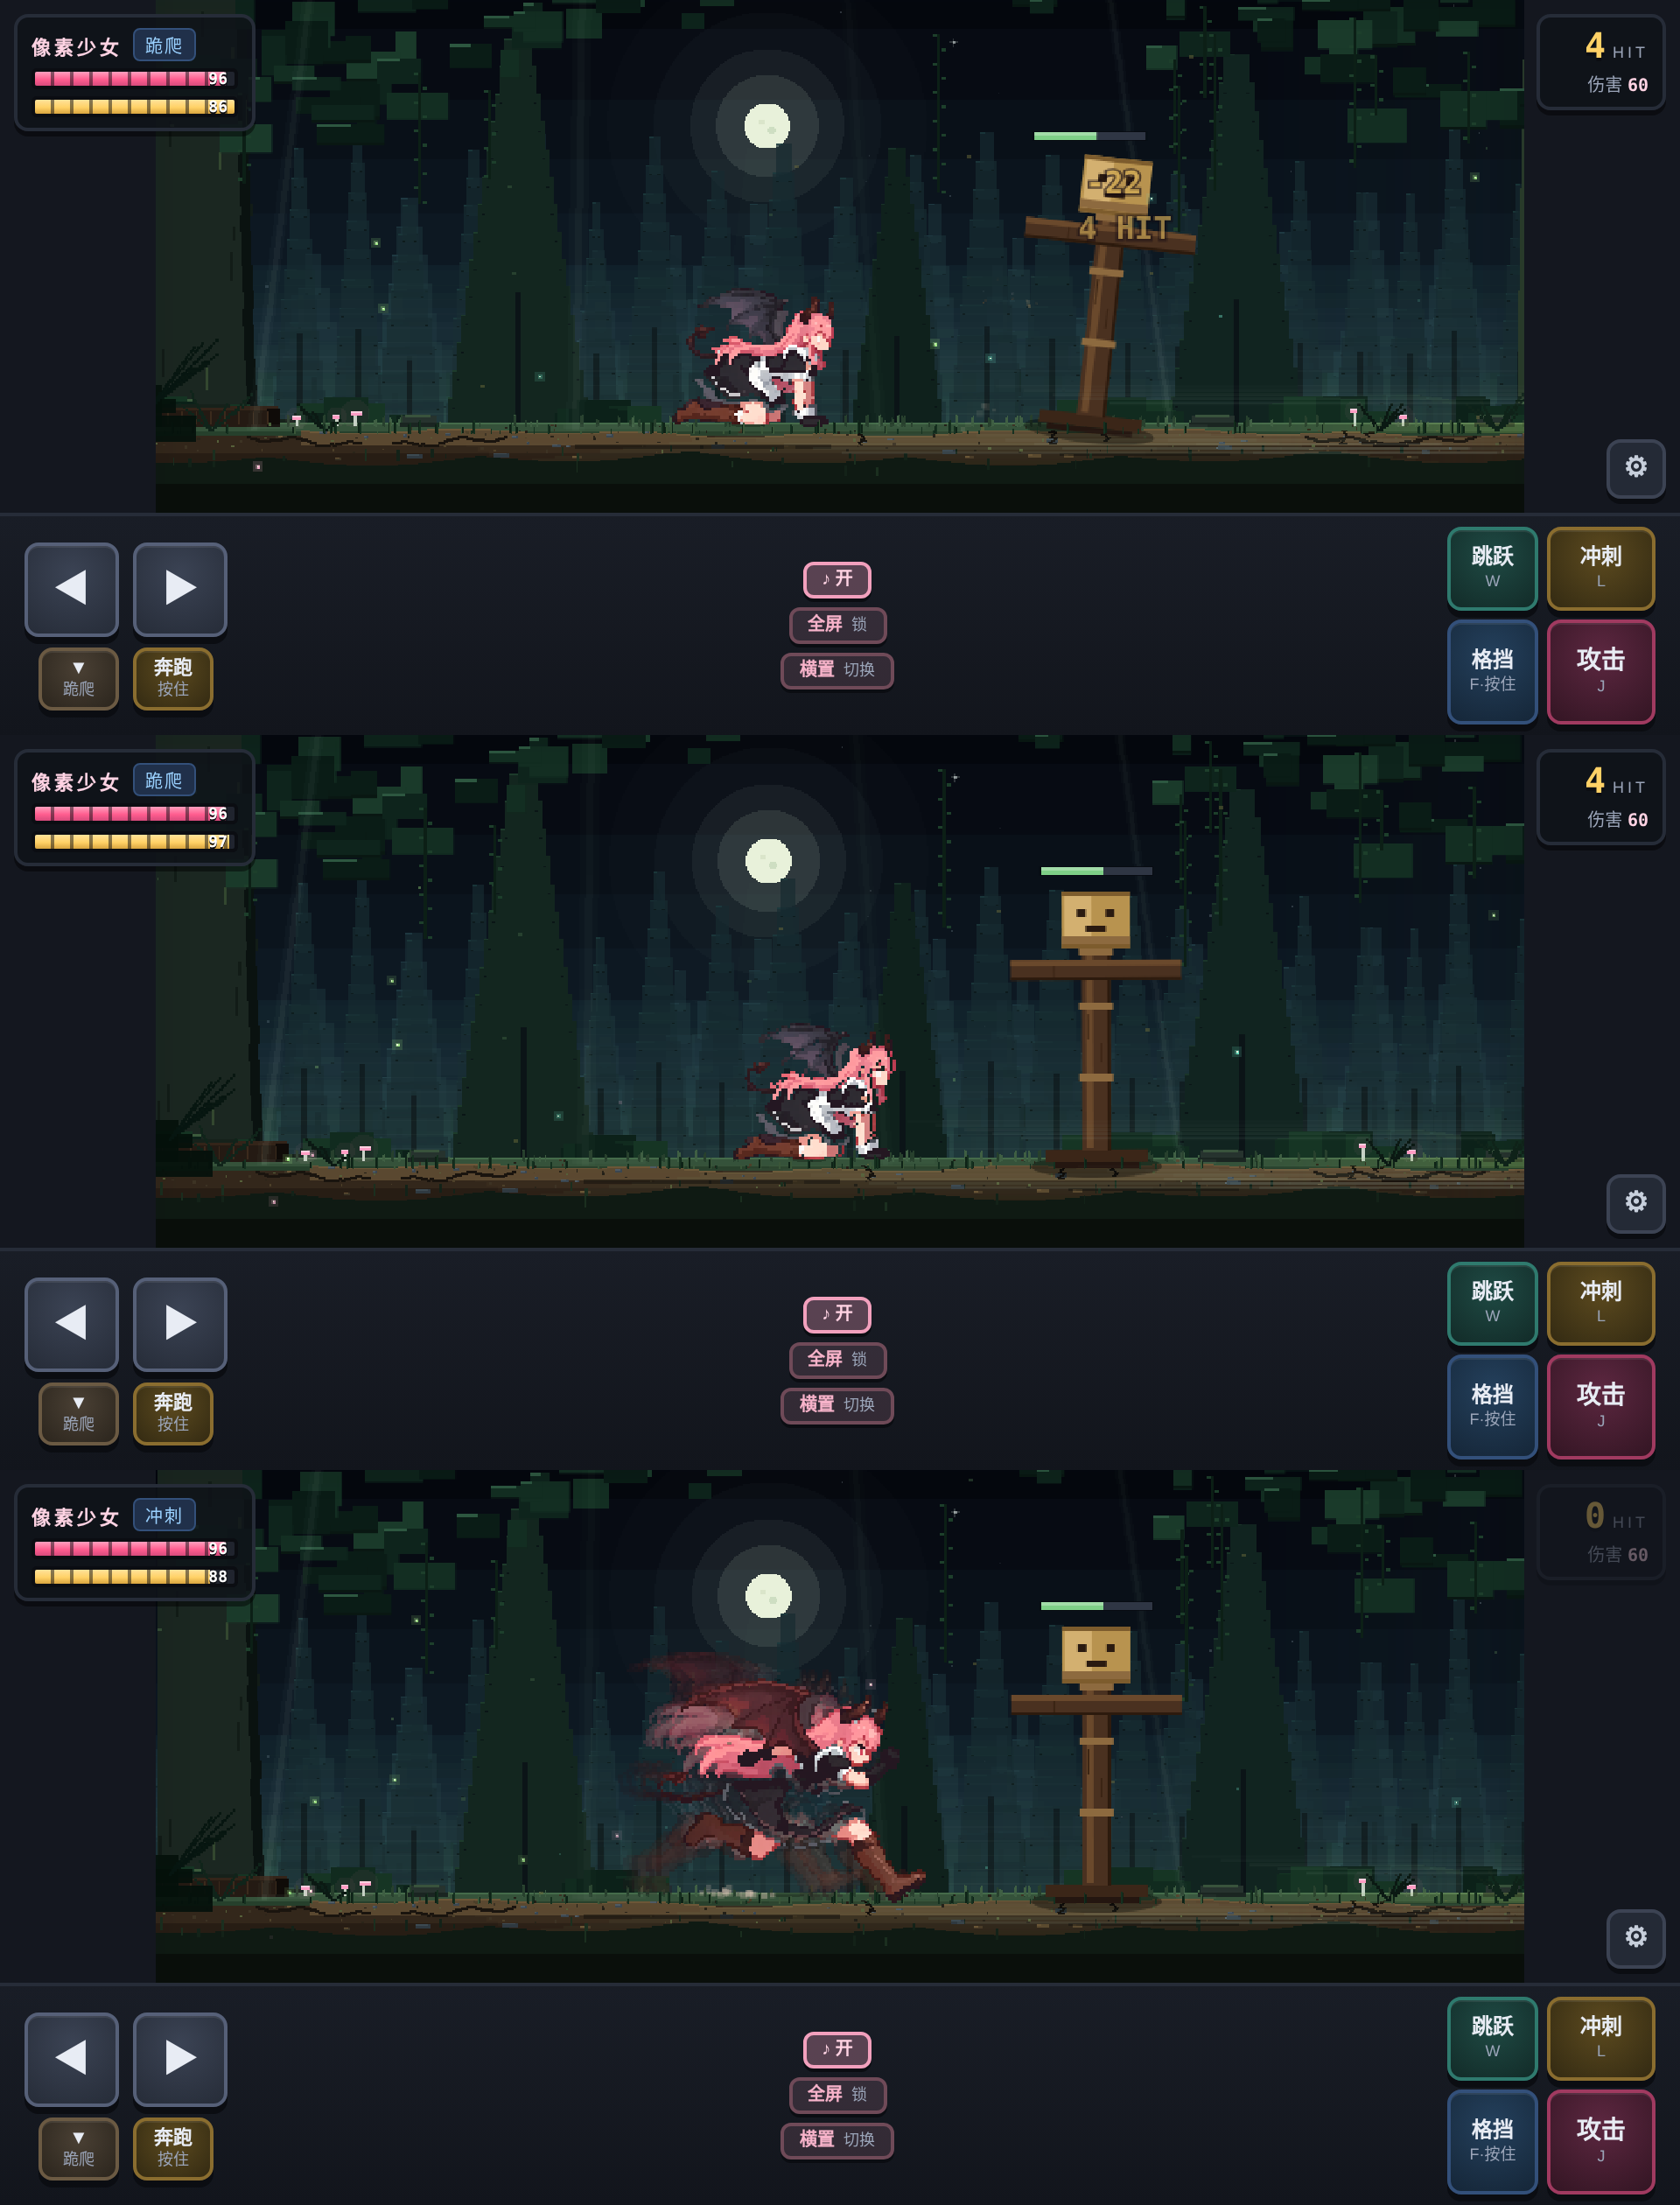 像素少女 跪爬
96
86
4 HIT
伤害 60
-22
4 HIT
♪ 开
全屏 锁
横置 切换
▼
跪爬
奔跑
按住
跳跃
W
冲刺
L
格挡
F·按住
攻击
J
像素少女 跪爬
96
97
4 HIT
伤害 60
♪ 开
全屏 锁
横置 切换
▼
跪爬
奔跑
按住
跳跃
W
冲刺
L
格挡
F·按住
攻击
J
像素少女 冲刺
96
88
0 HIT
伤害 60
♪ 开
全屏 锁
横置 切换
▼
跪爬
奔跑
按住
跳跃
W
冲刺
L
格挡
F·按住
攻击
J